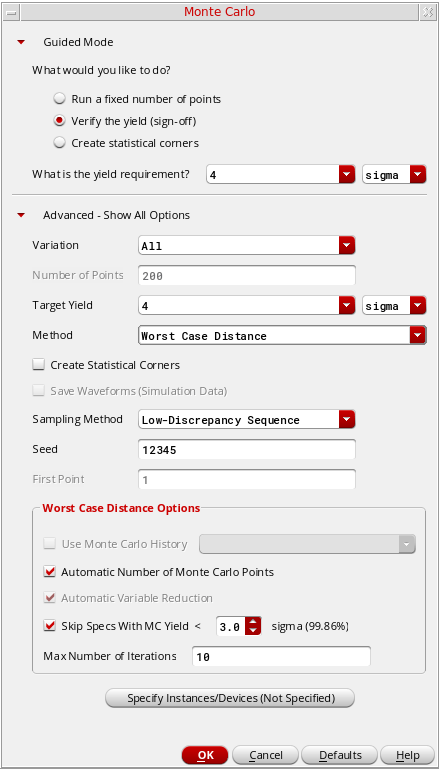 Monte Carlo
Guided Mode
What would you like to do?
Run a fixed number of points
Verify the yield (sign-off)
Create statistical corners
What is the yield requirement? 4 sigma
Advanced - Show All Options
Variation All
Number of Points 200
Target Yield 4 sigma
Method Worst Case Distance
Create Statistical Corners
Save Waveforms (Simulation Data)
Sampling Method Low-Discrepancy Sequence
Seed 12345
First Point 1
Worst Case Distance Options
Use Monte Carlo History
Automatic Number of Monte Carlo Points
Automatic Variable Reduction
Skip Specs With MC Yield < 3.0 sigma (99.86%)
Max Number of Iterations 10
Specify Instances/Devices (Not Specified)
OK Cancel Defaults Help